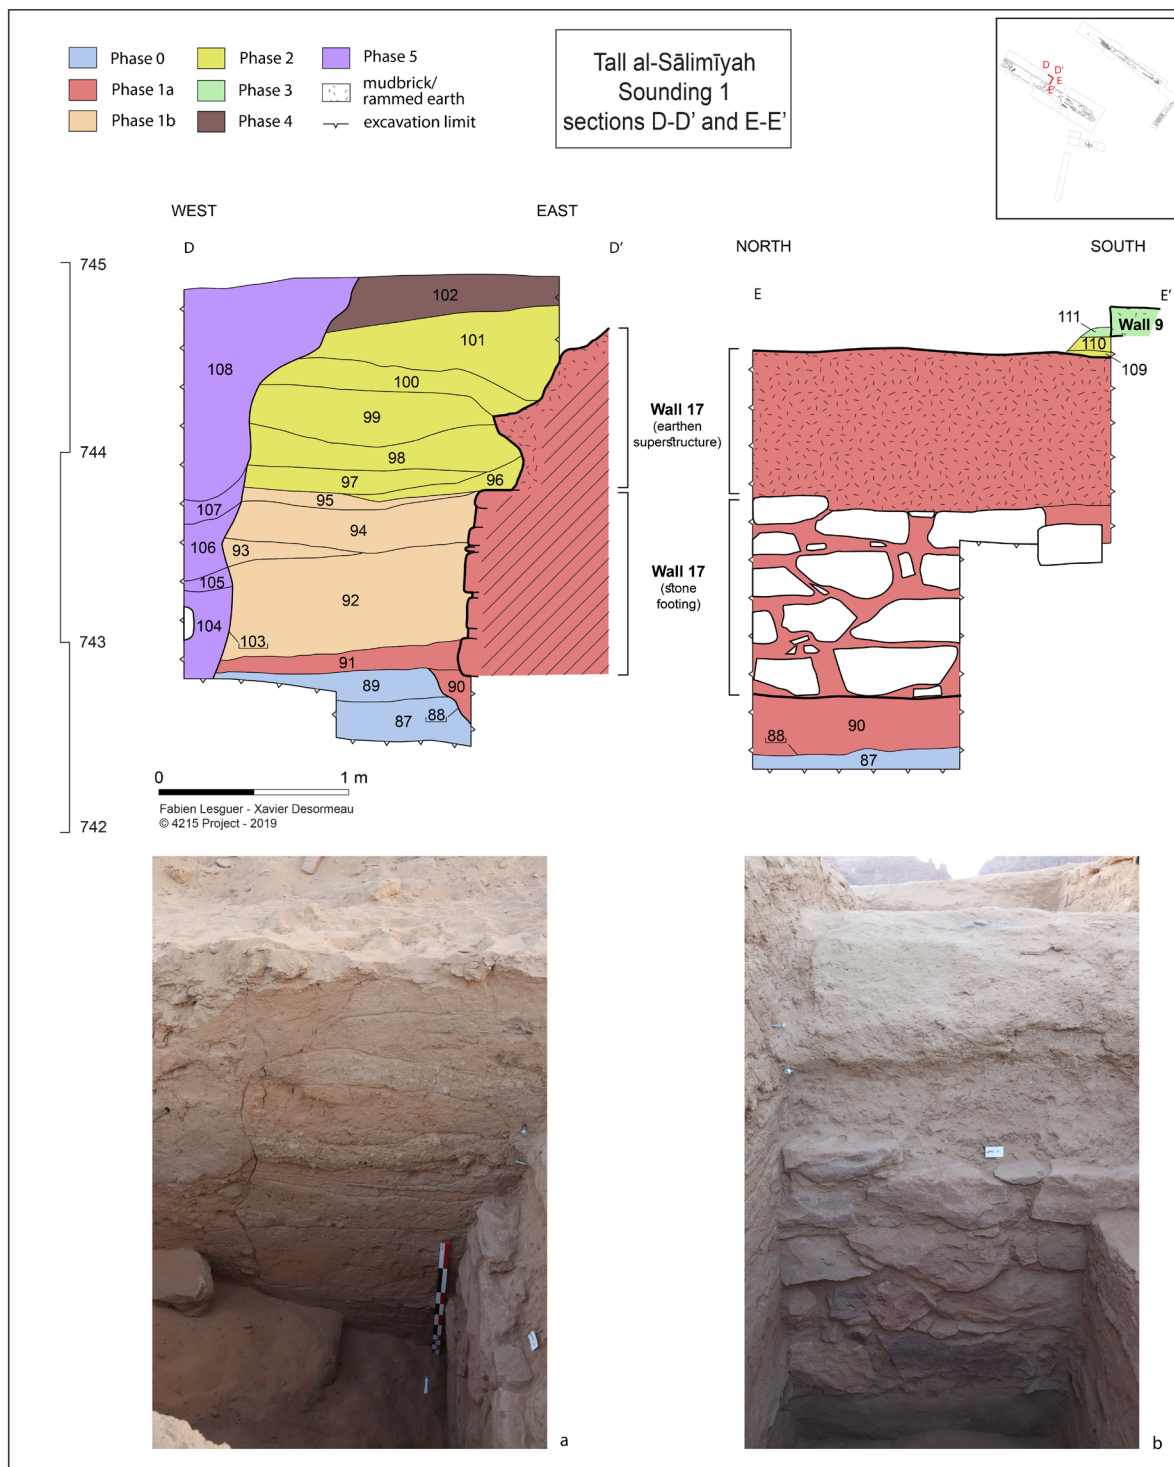 Phase 0
Phase 1a
Phase 1b
Phase 2
Phase 3
Phase 4
Phase 5
mudbrick/
rammed earth
excavation limit
Tall al-Sālimīyah
Sounding 1
sections D-D' and E-E'
D
D'
E
E'
WEST
EAST
D
D'
NORTH
SOUTH
E
E'
745
744
743
742
102
101
100
99
98
97
96
95
94
93
92
91
90
89
88
87
108
107
106
105
104
103
Wall 17
(earthen
superstructure)
Wall 17
(stone
footing)
111
Wall 9
110
109
90
88
87
0
1 m
Fabien Lesguer - Xavier Desormeau
© 4215 Project - 2019
a
b